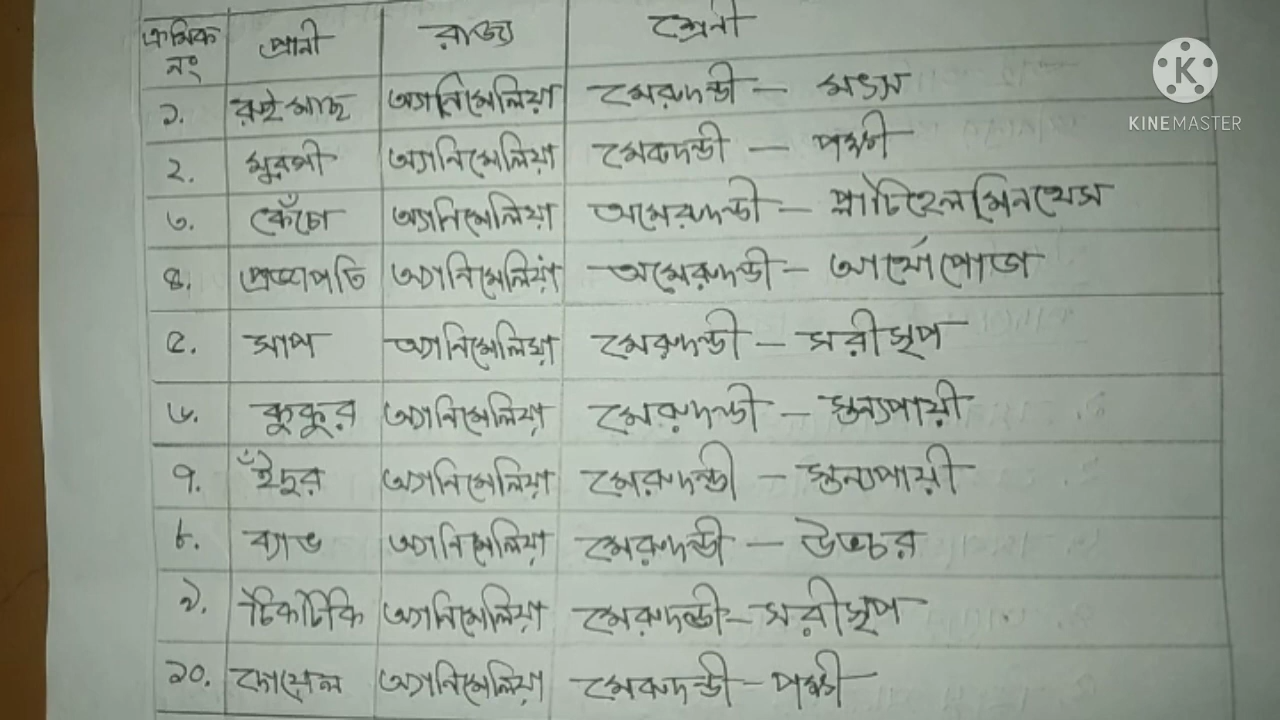 ক্রমিক নং প্রানী রাজ্য শ্রেনী
১. রুই মাছ অ্যানিমেলিয়া মেরুদন্ডী – মৎস
২. মুরগী অ্যানিমেলিয়া মেরুদন্ডী – পক্ষী
৩. কেঁচো অ্যানিমেলিয়া অমেরুদন্ডী – প্লাটিহেলমিনথেস
৪. প্রজাপতি অ্যানিমেলিয়া অমেরুদন্ডী – আর্থোপোডা
৫. সাপ অ্যানিমেলিয়া মেরুদন্ডী – সরীসৃপ
৬. কুকুর অ্যানিমেলিয়া মেরুদন্ডী – স্তন্যপায়ী
৭. ইঁদুর অ্যানিমেলিয়া মেরুদন্ডী – স্তন্যপায়ী
৮. ব্যাঙ অ্যানিমেলিয়া মেরুদন্ডী – উভচর
৯. টিকটিকি অ্যানিমেলিয়া মেরুদন্ডী – সরীসৃপ
১০. দোয়েল অ্যানিমেলিয়া মেরুদন্ডী – পক্ষী
K
KINEMASTER